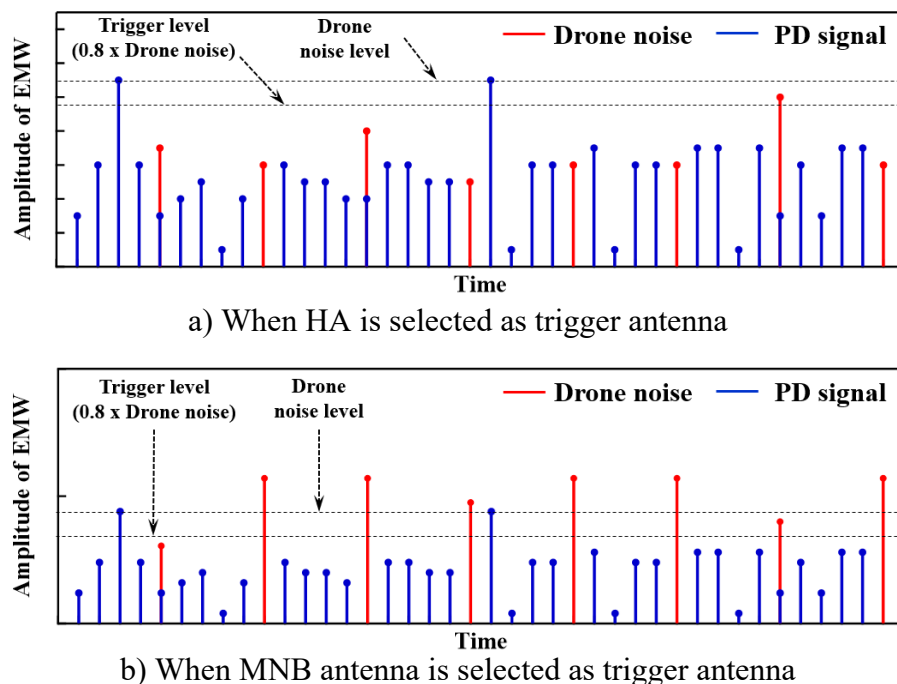 Trigger level
(0.8 x Drone noise)
Drone
noise level
Drone noise
PD signal
Amplitude of EMW
Time
a) When HA is selected as trigger antenna
Trigger level
(0.8 x Drone noise)
Drone
noise level
Drone noise
PD signal
Amplitude of EMW
Time
b) When MNB antenna is selected as trigger antenna